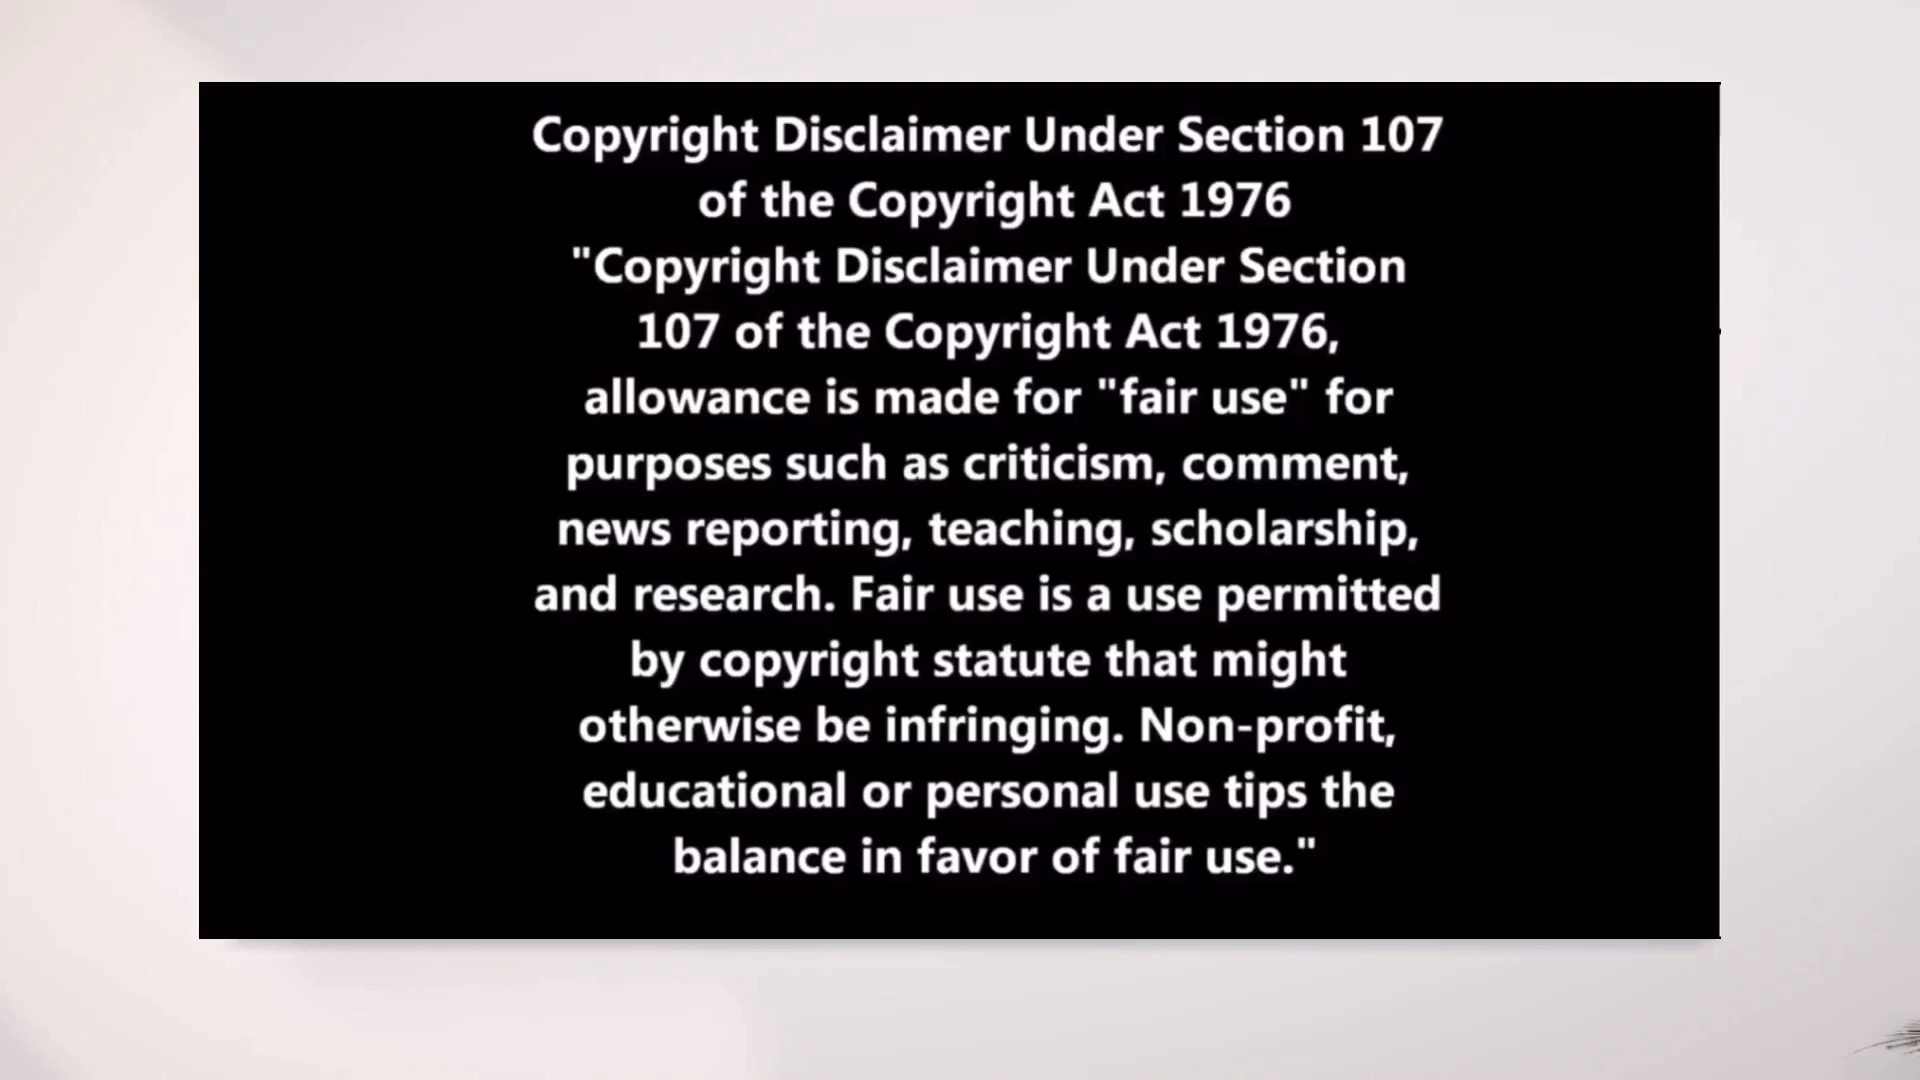 Copyright Disclaimer Under Section 107
of the Copyright Act 1976
"Copyright Disclaimer Under Section
107 of the Copyright Act 1976,
allowance is made for "fair use" for
purposes such as criticism, comment,
news reporting, teaching, scholarship,
and research. Fair use is a use permitted
by copyright statute that might
otherwise be infringing. Non-profit,
educational or personal use tips the
balance in favor of fair use."